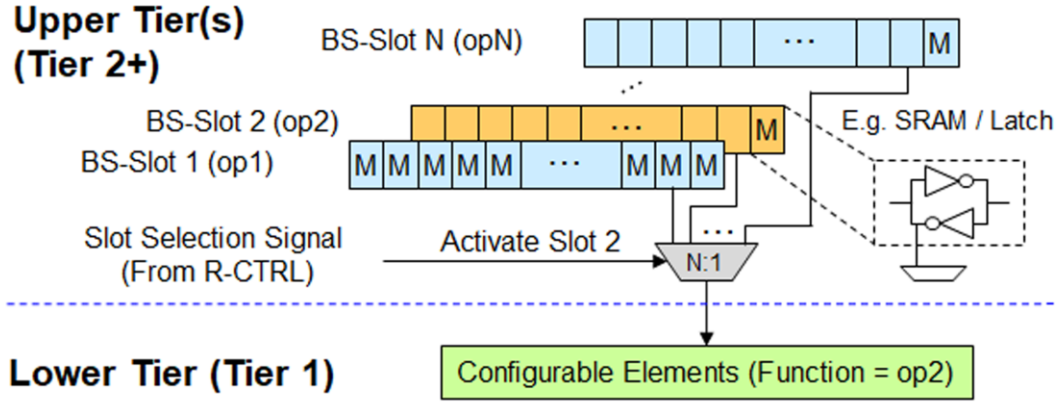 Upper Tier(s)
(Tier 2+)
BS-Slot N (opN)
... M
...
BS-Slot 2 (op2)
... M
E.g. SRAM / Latch
BS-Slot 1 (op1)
M M M M M ... M M M
Slot Selection Signal
(From R-CTRL)
Activate Slot 2
...
N:1
Lower Tier (Tier 1)
Configurable Elements (Function = op2)